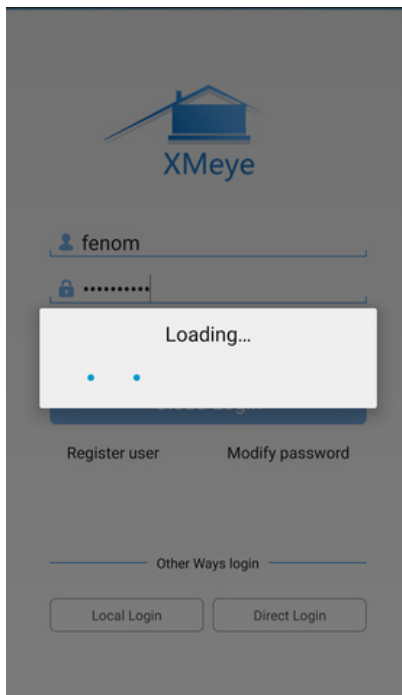 XMeye
fenom
••••••••••
Loading...
Register user Modify password
Other Ways login
Local Login Direct Login